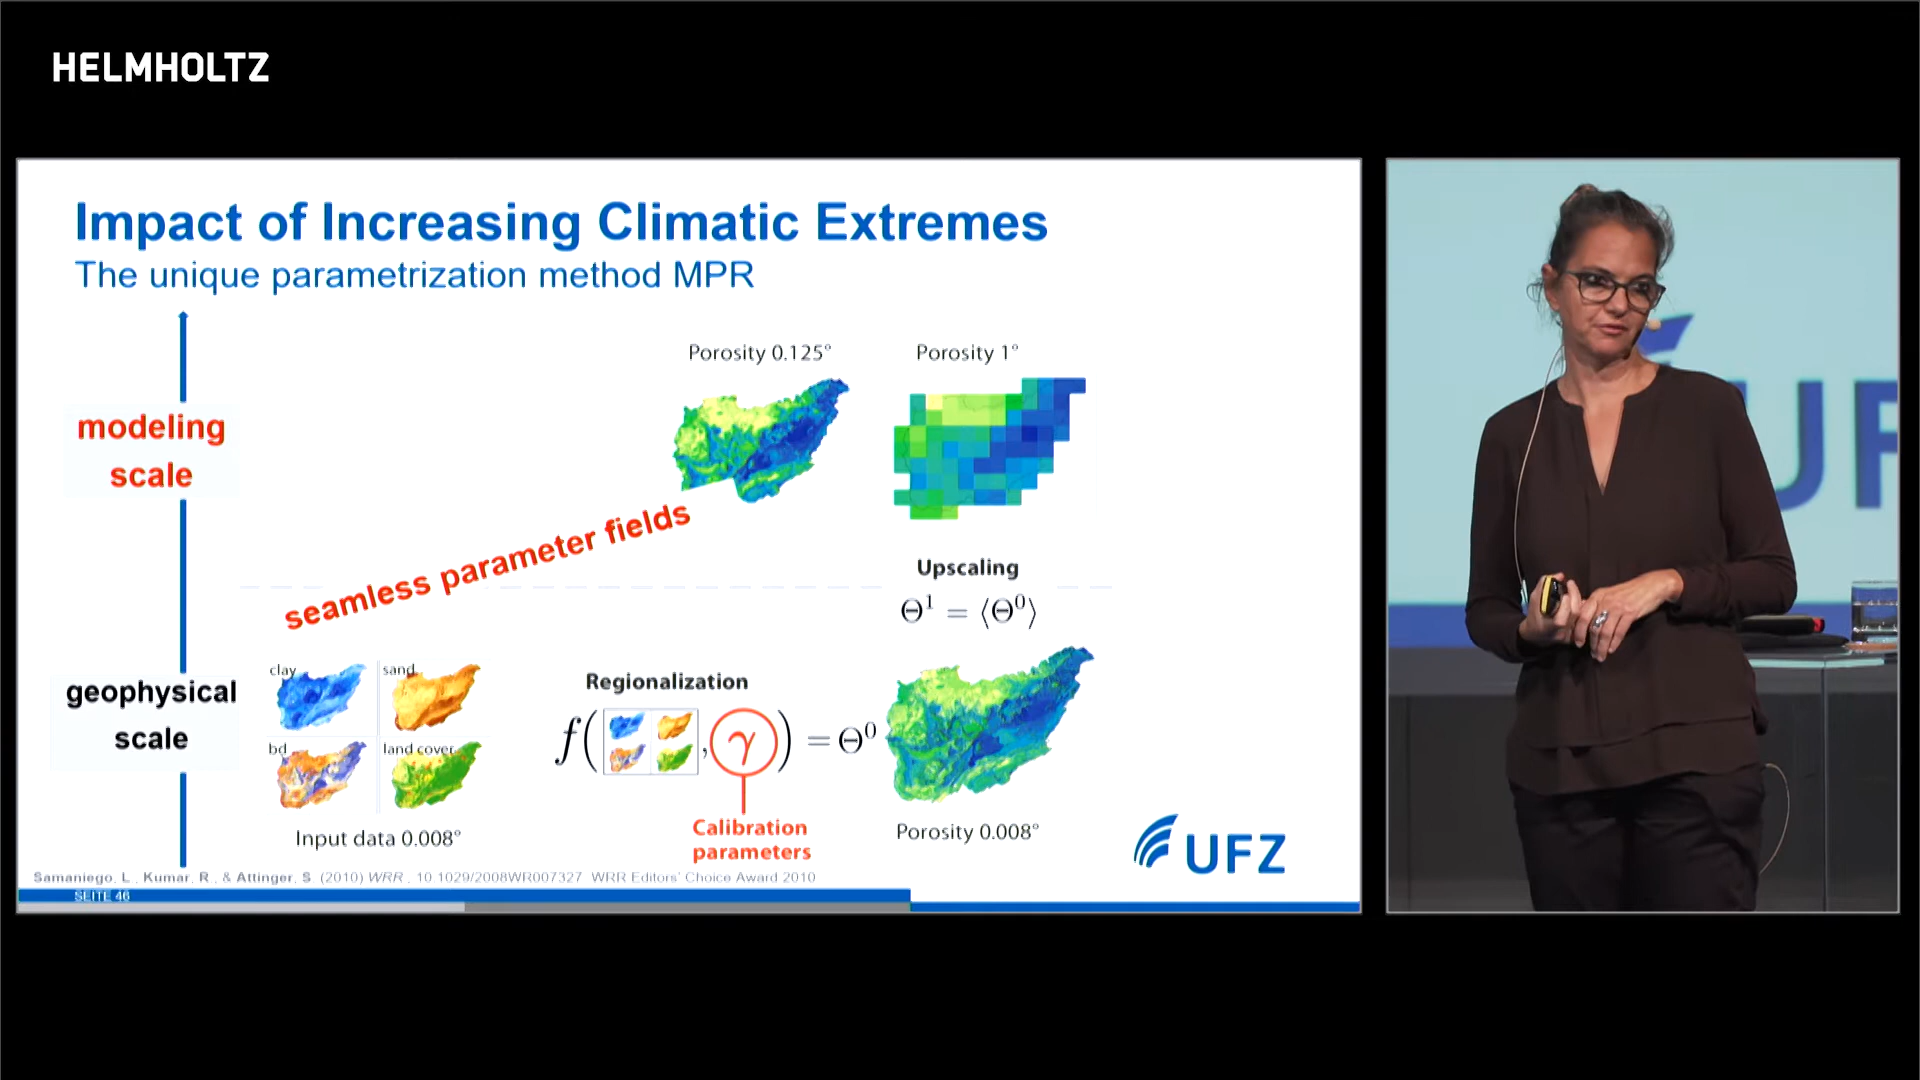 HELMHOLTZ
Impact of Increasing Climatic Extremes
The unique parametrization method MPR
Porosity 0.125°
Porosity 1°
modeling
scale
seamless parameter fields
Upscaling
Θ¹ = ⟨Θ⁰⟩
geophysical
scale
clay
sand
bd
land cover
Input data 0.008°
Regionalization
f( , γ ) = Θ⁰
Calibration
parameters
Porosity 0.008°
UFZ
Samaniego, L., Kumar, R., & Attinger, S. (2010) WRR., 10.1029/2008WR007327 WRR Editors' Choice Award 2010
SEITE 46
UF